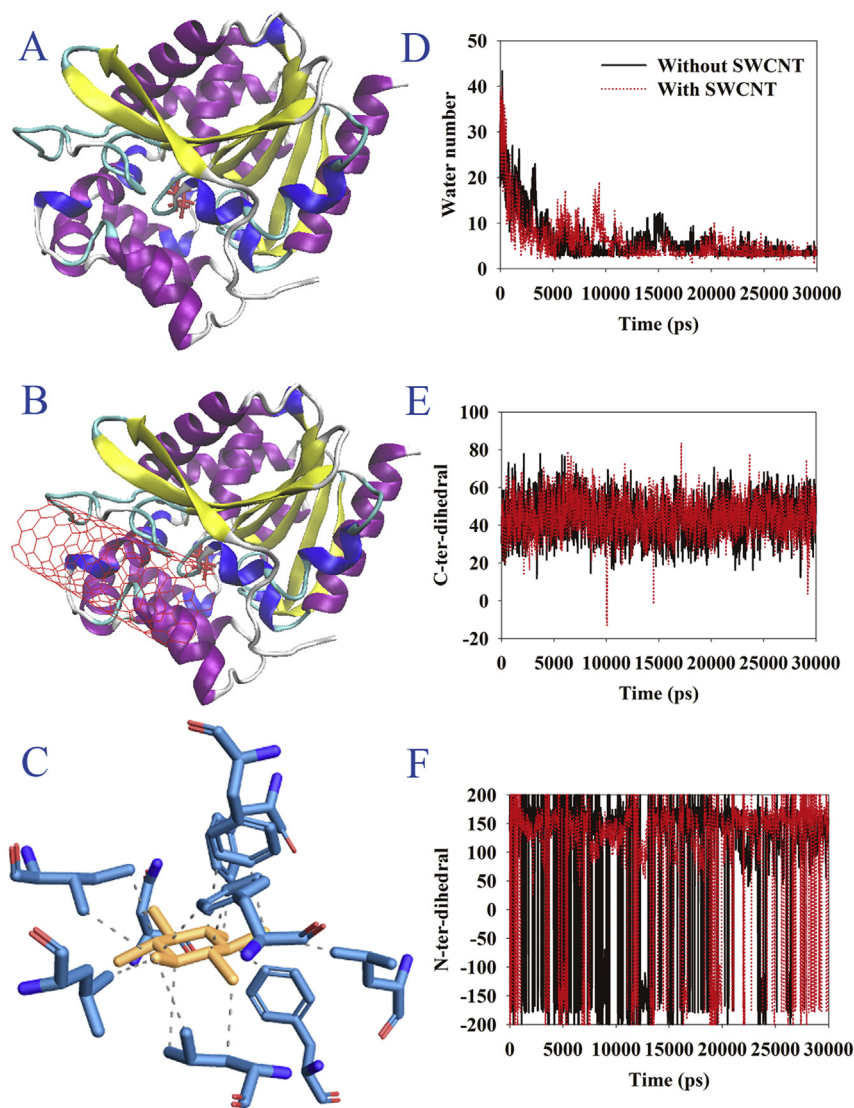 A
B
C
D
50
40
30
20
10
0
Water number
Without SWCNT
With SWCNT
0 5000 10000 15000 20000 25000 30000
Time (ps)
E
100
80
60
40
20
0
-20
C-ter-dihedral
0 5000 10000 15000 20000 25000 30000
Time (ps)
F
200
150
100
50
0
-50
-100
-150
-200
N-ter-dihedral
0 5000 10000 15000 20000 25000 30000
Time (ps)